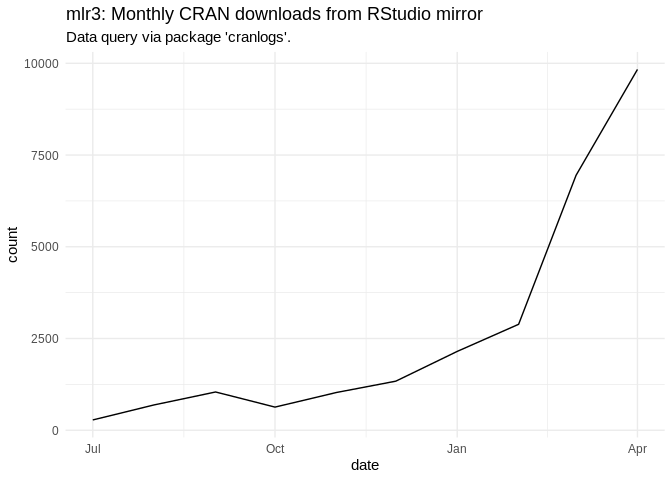 mlr3: Monthly CRAN downloads from RStudio mirror
Data query via package 'cranlogs'.
10000
7500
5000
2500
0
count
Jul Oct Jan Apr
date